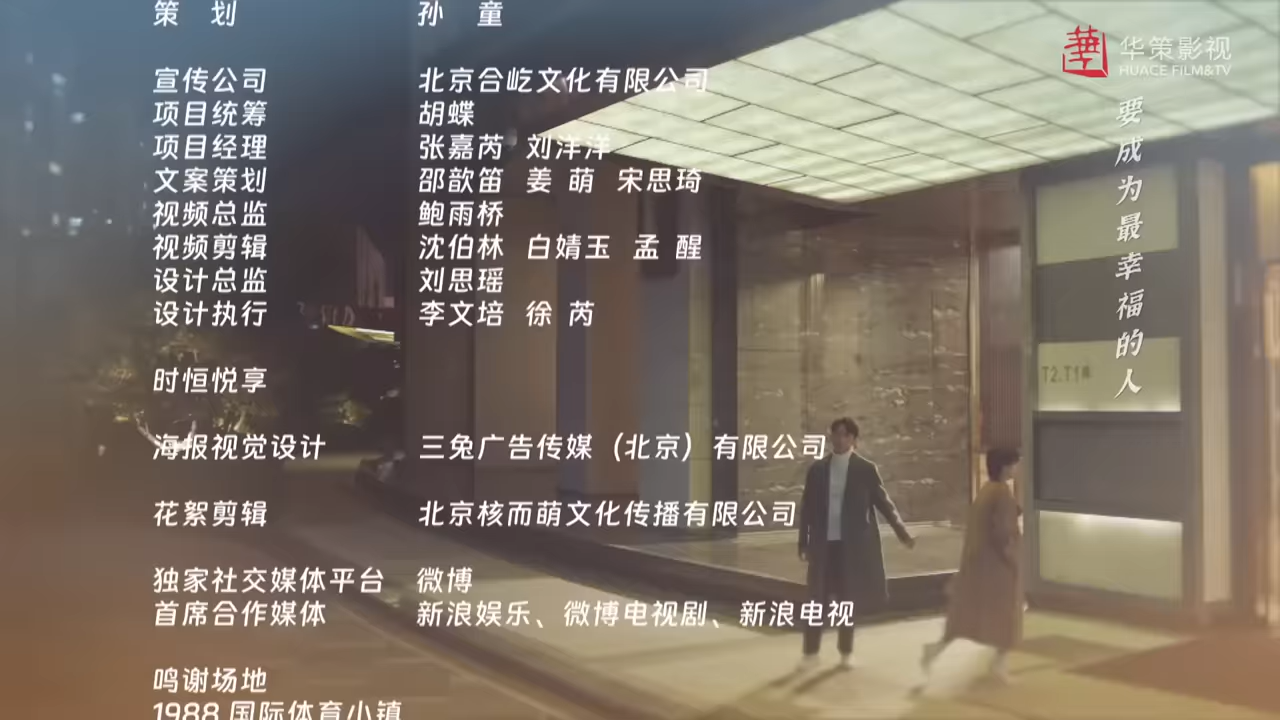 策 划 孙 童
宣传公司 北京合屹文化有限公司
项目统筹 胡蝶
项目经理 张嘉芮 刘洋洋
文案策划 邵歆笛 姜 萌 宋思琦
视频总监 鲍雨桥
视频剪辑 沈伯林 白婧玉 孟 醒
设计总监 刘思瑶
设计执行 李文培 徐 芮
时恒悦享
海报视觉设计 三兔广告传媒（北京）有限公司
花絮剪辑 北京核而萌文化传播有限公司
独家社交媒体平台 微博
首席合作媒体 新浪娱乐、微博电视剧、新浪电视
鸣谢场地
1988 国际体育小镇
華 华策影视
HUACE FILM&TV
要成为最幸福的人
T2.T1